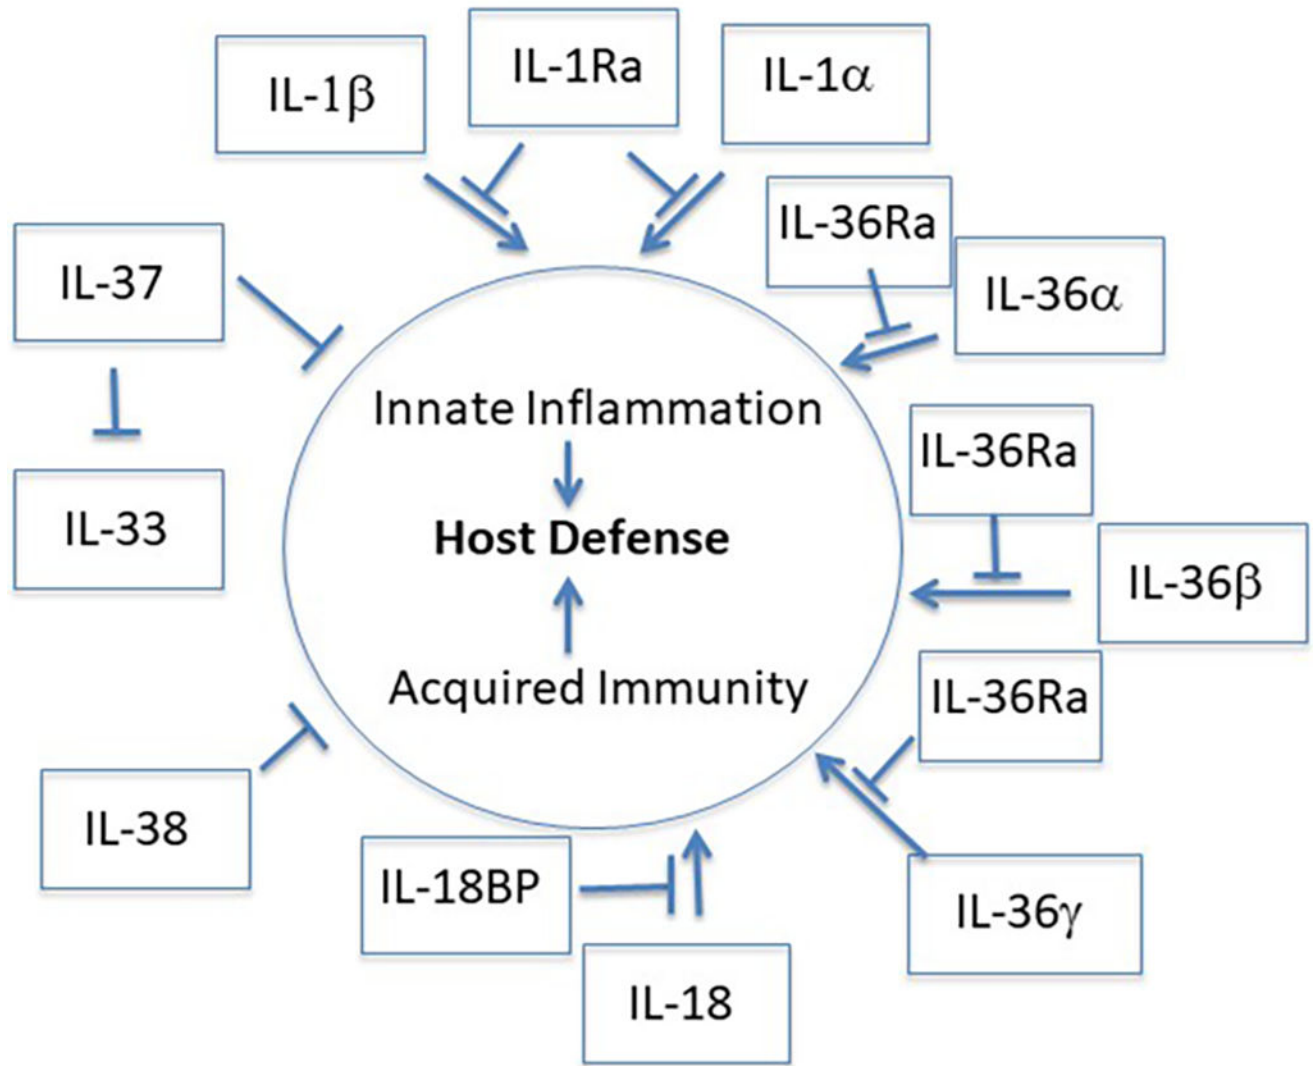 IL-1β
IL-1Ra
IL-1α
IL-36Ra
IL-36α
IL-37
Innate Inflammation
IL-36Ra
IL-33
Host Defense
IL-36β
Acquired Immunity
IL-36Ra
IL-38
IL-18BP
IL-36γ
IL-18